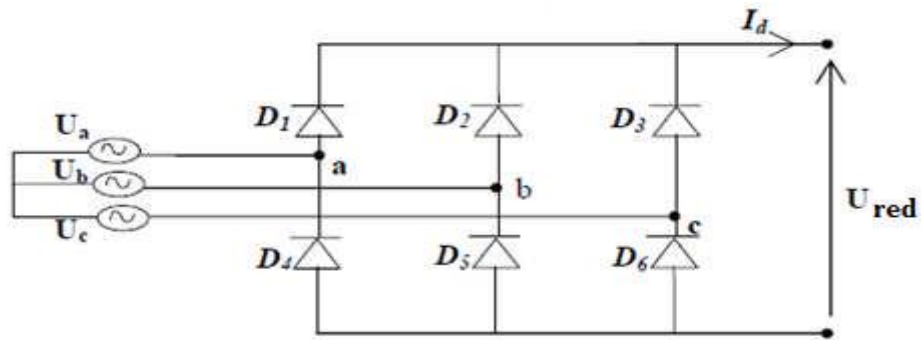 I_d
D_1 D_2 D_3
U_a
a
U_b
b
U_red
U_c
c
D_4 D_5 D_6